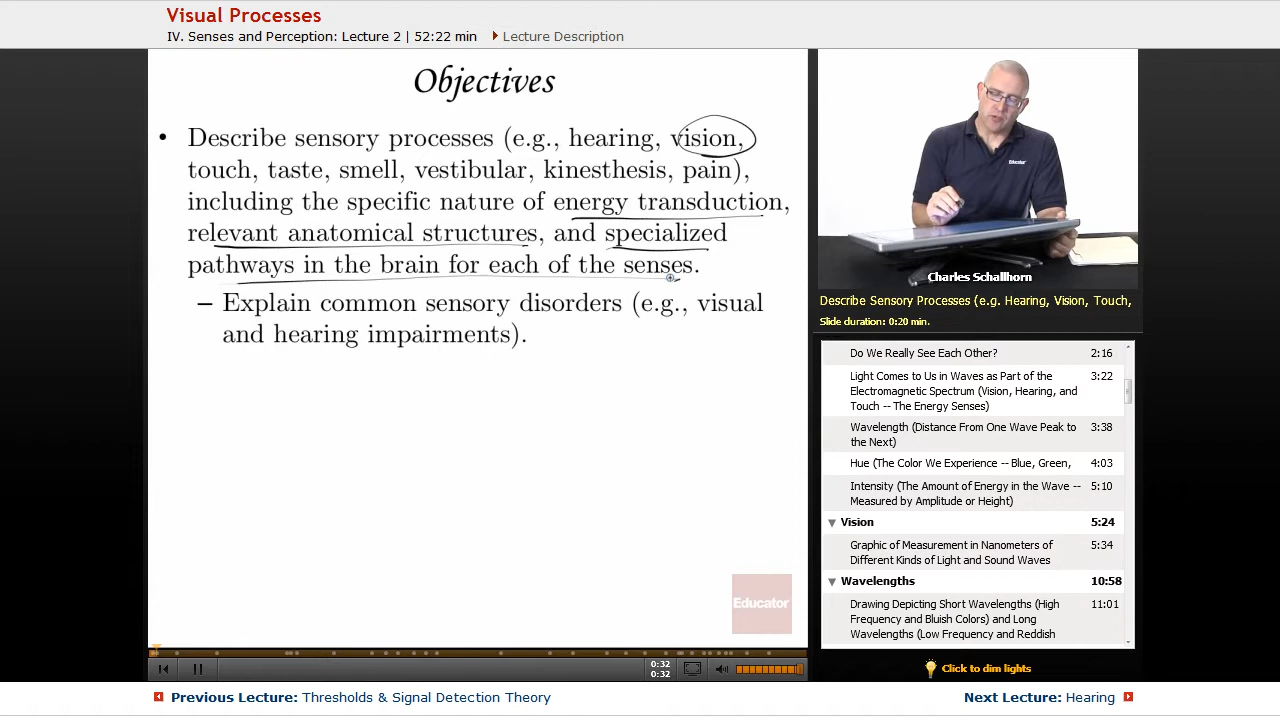 Visual Processes
IV. Senses and Perception: Lecture 2 | 52:22 min
Lecture Description
Objectives
• Describe sensory processes (e.g., hearing, vision,
touch, taste, smell, vestibular, kinesthesis, pain),
including the specific nature of energy transduction,
relevant anatomical structures, and specialized
pathways in the brain for each of the senses.
– Explain common sensory disorders (e.g., visual
and hearing impairments).
Educator
Educator
Charles Schallhorn
Describe Sensory Processes (e.g. Hearing, Vision, Touch,
Slide duration: 0:20 min.
Do We Really See Each Other? 2:16
Light Comes to Us in Waves as Part of the 3:22
Electromagnetic Spectrum (Vision, Hearing, and
Touch -- The Energy Senses)
Wavelength (Distance From One Wave Peak to 3:38
the Next)
Hue (The Color We Experience -- Blue, Green, 4:03
Intensity (The Amount of Energy in the Wave -- 5:10
Measured by Amplitude or Height)
Vision 5:24
Graphic of Measurement in Nanometers of 5:34
Different Kinds of Light and Sound Waves
Wavelengths 10:58
Drawing Depicting Short Wavelengths (High 11:01
Frequency and Bluish Colors) and Long
Wavelengths (Low Frequency and Reddish
0:32
0:32
Click to dim lights
Previous Lecture: Thresholds & Signal Detection Theory
Next Lecture: Hearing